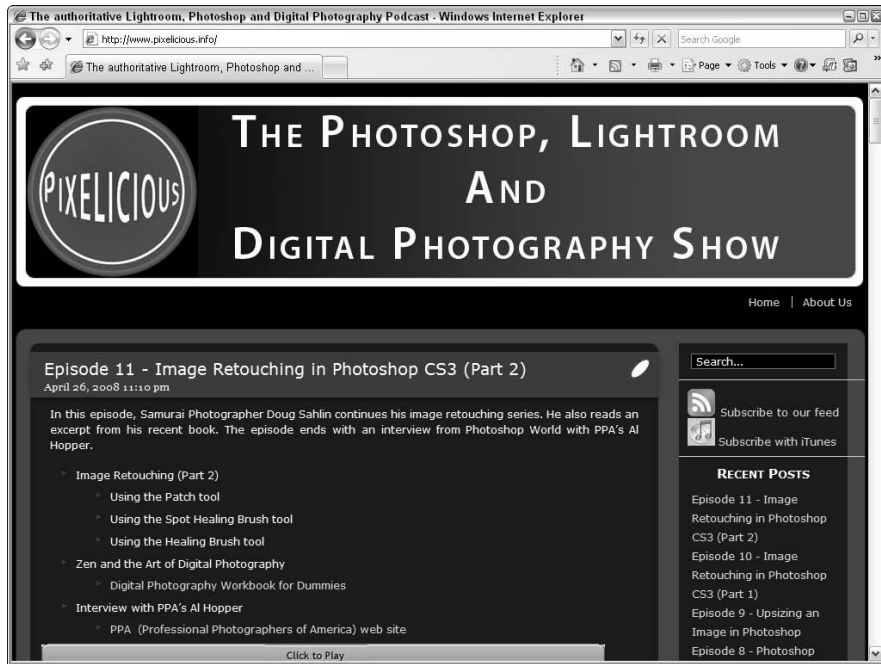 The authoritative Lightroom, Photoshop and Digital Photography Podcast - Windows Internet Explorer
http://www.pixelicious.info/
Search Google
The authoritative Lightroom, Photoshop and ...
Page
Tools
»
PIXELICIOUS
THE PHOTOSHOP, LIGHTROOM
AND
DIGITAL PHOTOGRAPHY SHOW
Home | About Us
Episode 11 - Image Retouching in Photoshop CS3 (Part 2)
April 26, 2008 11:10 pm
In this episode, Samurai Photographer Doug Sahlin continues his image retouching series. He also reads an
excerpt from his recent book. The episode ends with an interview from Photoshop World with PPA's Al
Hopper.
Image Retouching (Part 2)
Using the Patch tool
Using the Spot Healing Brush tool
Using the Healing Brush tool
Zen and the Art of Digital Photography
Digital Photography Workbook for Dummies
Interview with PPA's Al Hopper
PPA (Professional Photographers of America) web site
Click to Play
Search...
Subscribe to our feed
Subscribe with iTunes
RECENT POSTS
Episode 11 - Image
Retouching in Photoshop
CS3 (Part 2)
Episode 10 - Image
Retouching in Photoshop
CS3 (Part 1)
Episode 9 - Upsizing an
Image in Photoshop
Episode 8 - Photoshop